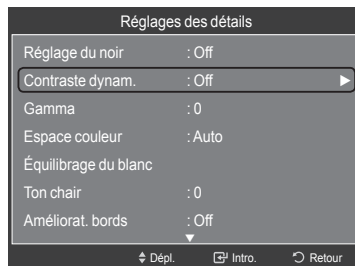 Réglages des détails
Réglage du noir : Off
Contraste dynam. : Off
Gamma : 0
Espace couleur : Auto
Équilibrage du blanc
Ton chair : 0
Améliorat. bords : Off
Dépl. Intro. Retour